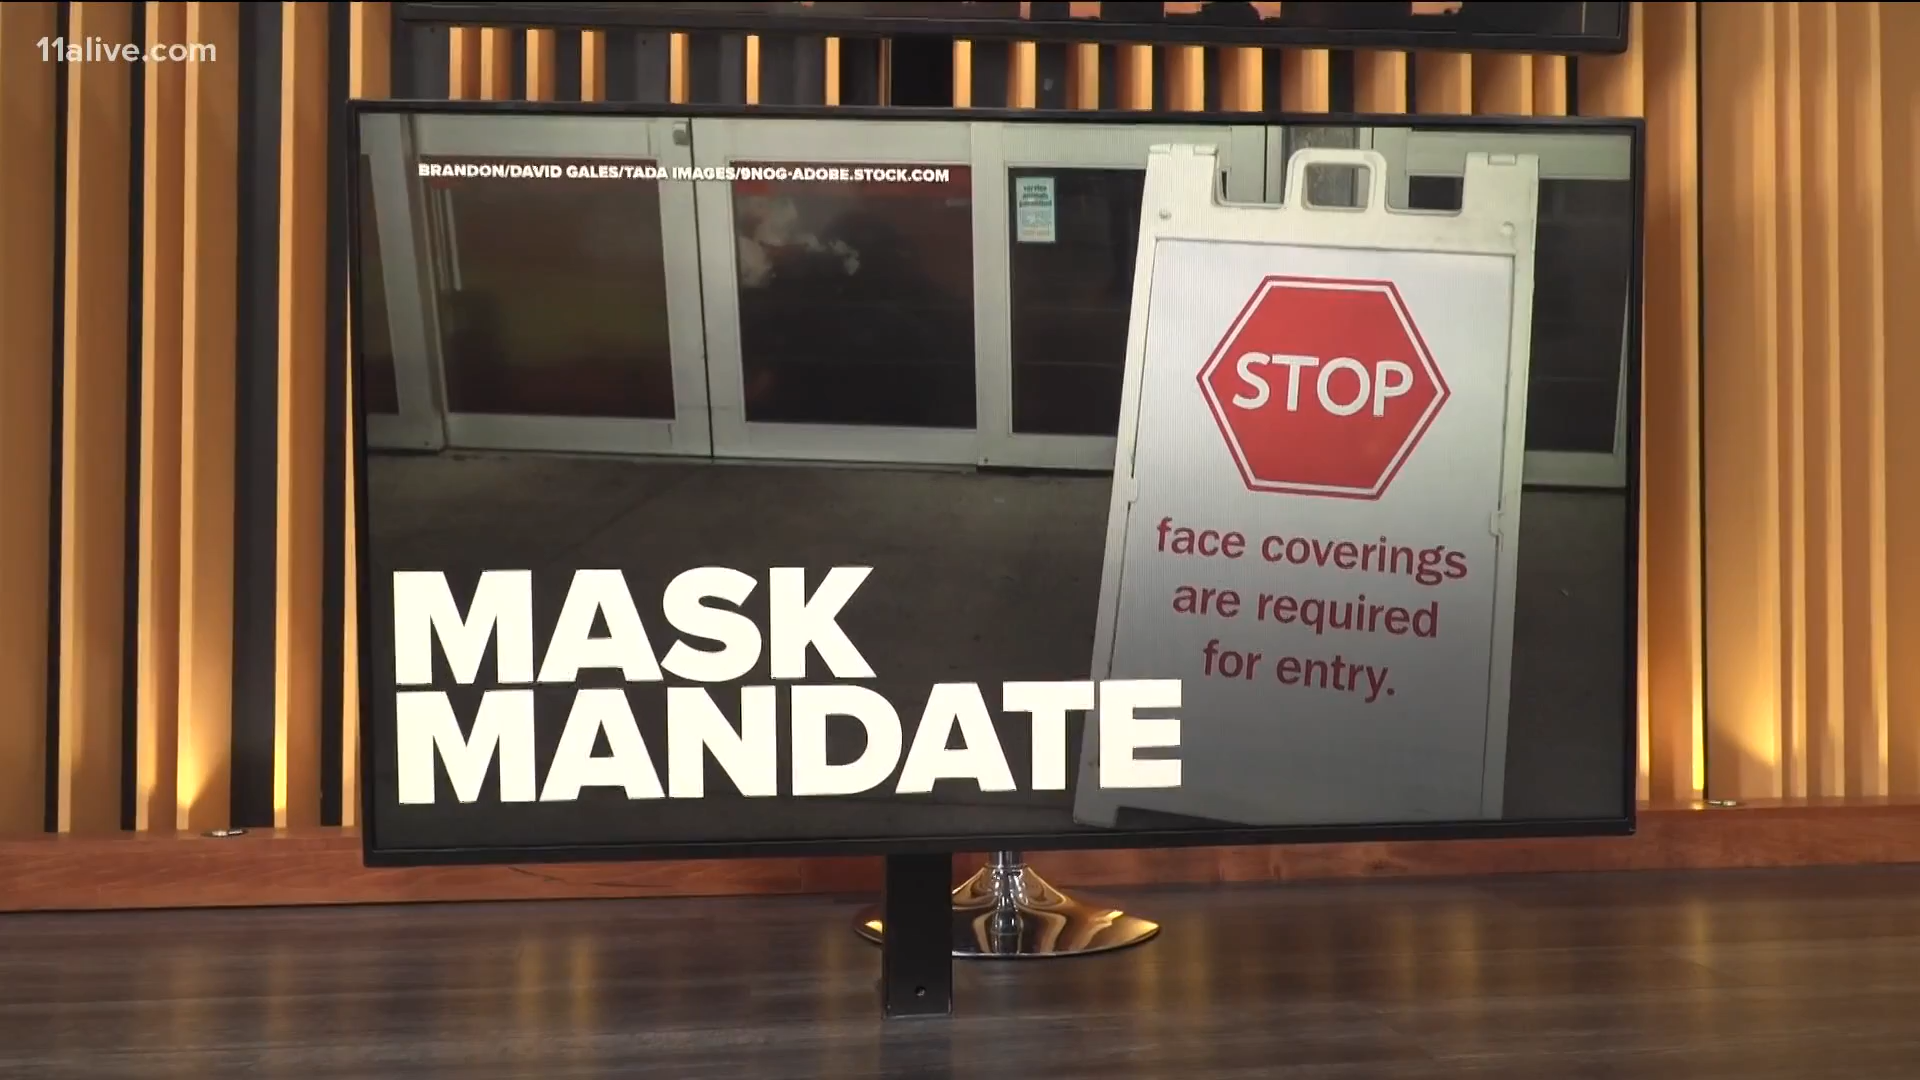 11alive.com
BRANDON/DAVID GALES/TADA IMAGES/9NOG-ADOBE.STOCK.COM
STOP
face coverings
are required
for entry.
MASK
MANDATE